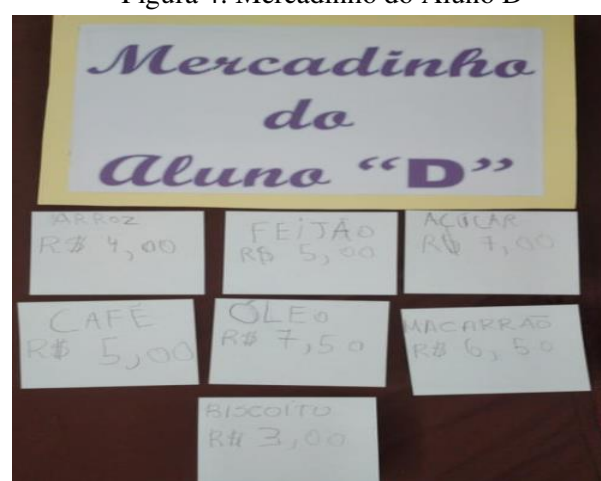 Figura 4: Mercadinho do Aluno D
Mercadinho
do
Aluno “D”
ARROZ
R$ 4,00
FEIJÃO
R$ 5,00
AÇÚCAR
R$ 7,00
CAFÉ
R$ 5,00
ÓLEO
R$ 7,50
MACARRÃO
R$ 6,50
BISCOITO
R$ 3,00